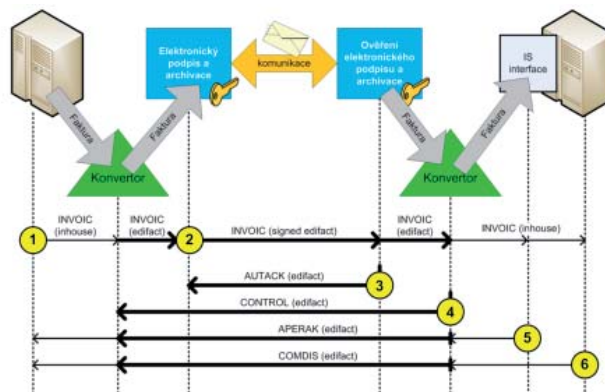 Elektronický
podpis a
archivace
komunikace
Ověření
elektronického
podpisu a
archivace
IS
interface
Faktura
Faktura
Faktura
Faktura
Konvertor
Konvertor
1
INVOIC
(inhouse)
INVOIC
(edifact)
2
INVOIC (signed edifact)
INVOIC
(edifact)
INVOIC (inhouse)
AUTACK (edifact)
3
CONTROL (edifact)
4
APERAK (edifact)
5
COMDIS (edifact)
6